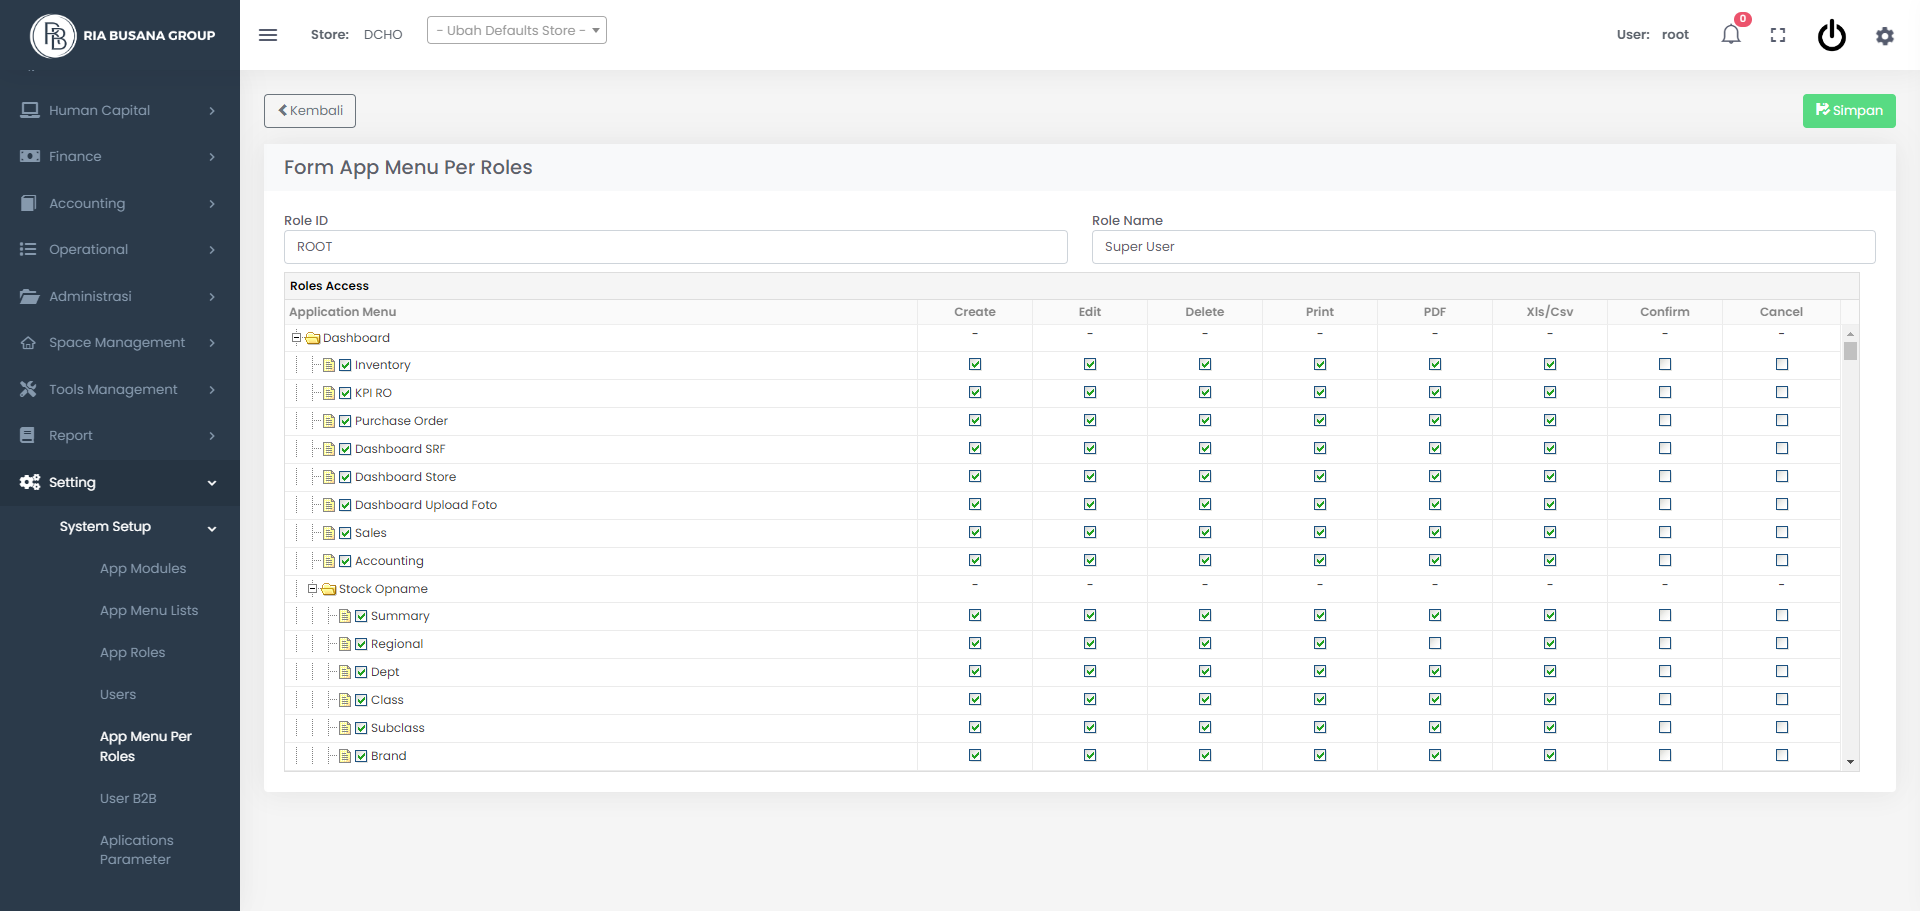 RB RIA BUSANA GROUP
Store: DCHO - Ubah Defaults Store -
User: root 0
Human Capital
Finance
Accounting
Operational
Administrasi
Space Management
Tools Management
Report
Setting
System Setup
App Modules
App Menu Lists
App Roles
Users
App Menu Per
Roles
User B2B
Aplications
Parameter
Kembali
Simpan
Form App Menu Per Roles
Role ID
ROOT
Role Name
Super User
Roles Access
Application Menu Create Edit Delete Print PDF Xls/Csv Confirm Cancel
Dashboard - - - - - - - -
Inventory
KPI RO
Purchase Order
Dashboard SRF
Dashboard Store
Dashboard Upload Foto
Sales
Accounting
Stock Opname - - - - - - - -
Summary
Regional
Dept
Class
Subclass
Brand